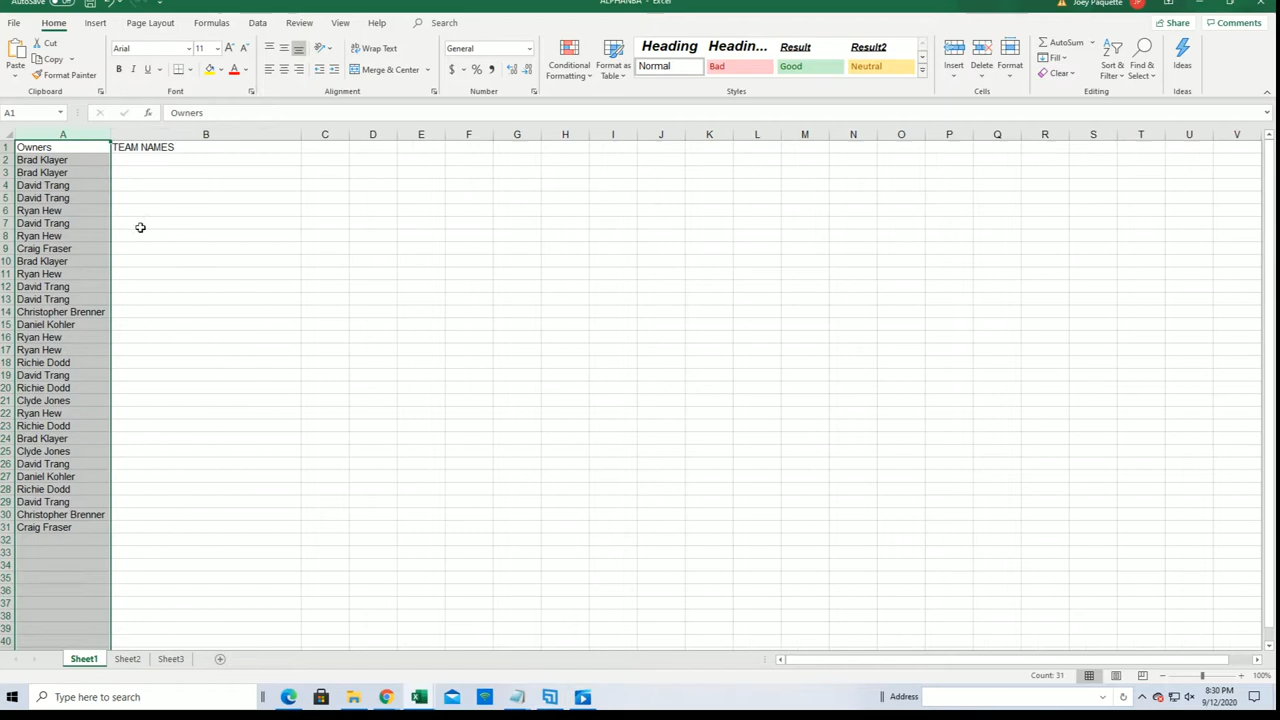 AutoSave Off ALPHANBA - Excel Joey Paquette JP
File Home Insert Page Layout Formulas Data Review View Help Search Share Comments
Paste Cut Copy Format Painter Clipboard
Arial 11 A A B I U A Font
Wrap Text Merge & Center Alignment
General $ % Number
Conditional Formatting Format as Table
Heading Headin... Result Result2
Normal Bad Good Neutral
Styles
Insert Delete Format Cells
AutoSum Fill Clear Sort & Filter Find & Select Editing
Ideas Ideas
A1 fx Owners
A B C D E F G H I J K L M N O P Q R S T U V
1 Owners TEAM NAMES
2 Brad Klayer
3 Brad Klayer
4 David Trang
5 David Trang
6 Ryan Hew
7 David Trang
8 Ryan Hew
9 Craig Fraser
10 Brad Klayer
11 Ryan Hew
12 David Trang
13 David Trang
14 Christopher Brenner
15 Daniel Kohler
16 Ryan Hew
17 Ryan Hew
18 Richie Dodd
19 David Trang
20 Richie Dodd
21 Clyde Jones
22 Ryan Hew
23 Richie Dodd
24 Brad Klayer
25 Clyde Jones
26 David Trang
27 Daniel Kohler
28 Richie Dodd
29 David Trang
30 Christopher Brenner
31 Craig Fraser
32
33
34
35
36
37
38
39
40
Sheet1 Sheet2 Sheet3
Count: 31 100%
Type here to search Address 8:30 PM
9/12/2020